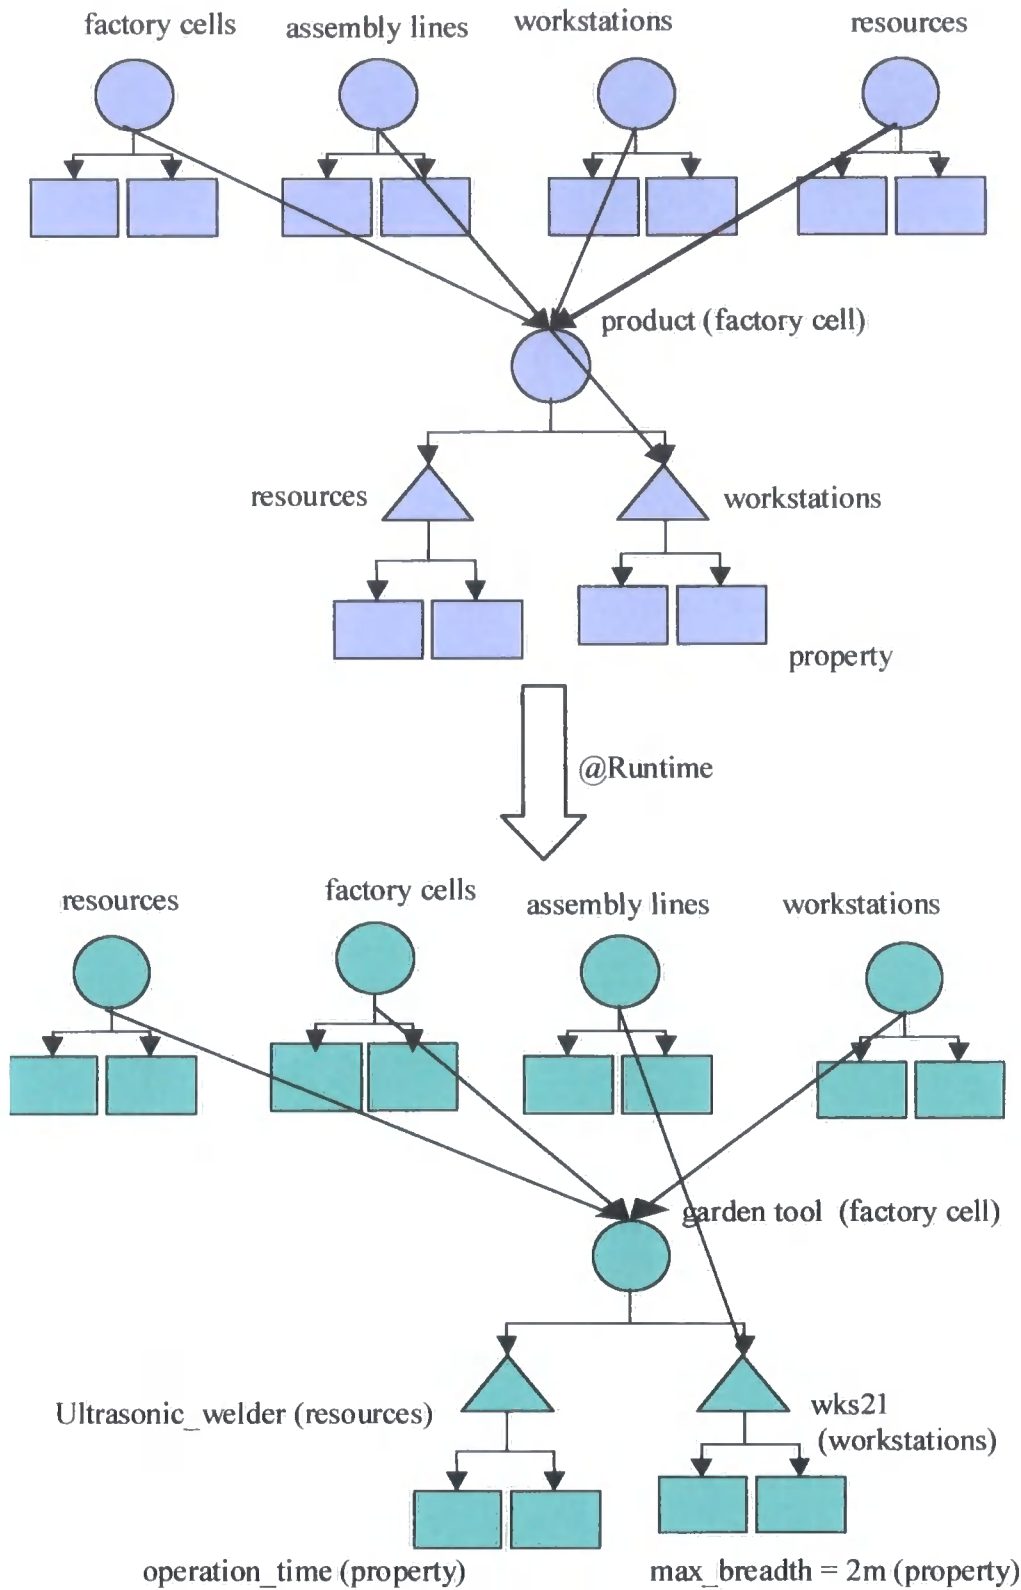 factory cells
assembly lines
workstations
resources
product (factory cell)
resources
workstations
property
@Runtime
resources
factory cells
assembly lines
workstations
garden tool (factory cell)
Ultrasonic_welder (resources)
wks21
(workstations)
operation_time (property)
max_breadth = 2m (property)